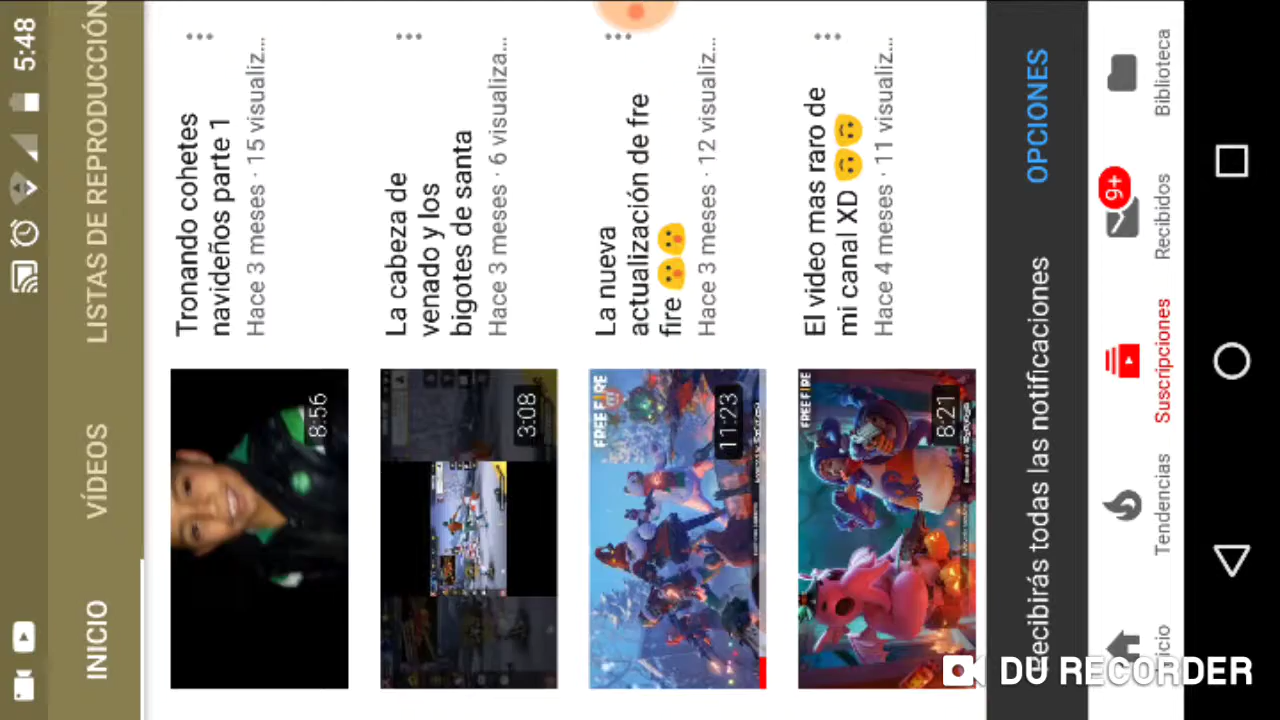 5:48
INICIO
VÍDEOS
LISTAS DE REPRODUCCIÓN
8:56
Tronando cohetes
navideños parte 1
Hace 3 meses · 15 visualiz...
3:08
La cabeza de
venado y los
bigotes de santa
Hace 3 meses · 6 visualiza...
FREE FIRE
11:23
La nueva
actualización de fre
fire 😮😮
Hace 3 meses · 12 visualiz...
FREE FIRE
8:21
El video mas raro de
mi canal XD 🙃🙃
Hace 4 meses · 11 visualiz...
Recibirás todas las notificaciones
OPCIONES
icio
Tendencias
Suscripciones
9+
Recibidos
Biblioteca
DU RECORDER